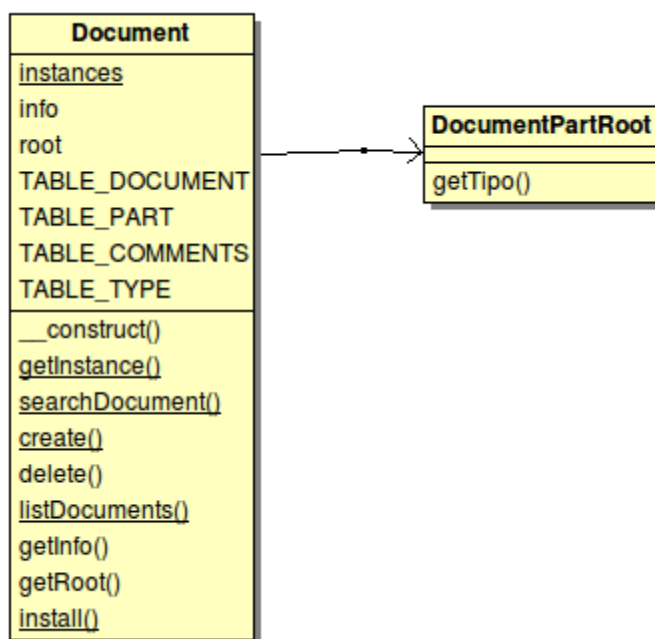 Document
instances
info
root
TABLE_DOCUMENT
TABLE_PART
TABLE_COMMENTS
TABLE_TYPE
__construct()
getInstance()
searchDocument()
create()
delete()
listDocuments()
getInfo()
getRoot()
install()
DocumentPartRoot
getTipo()